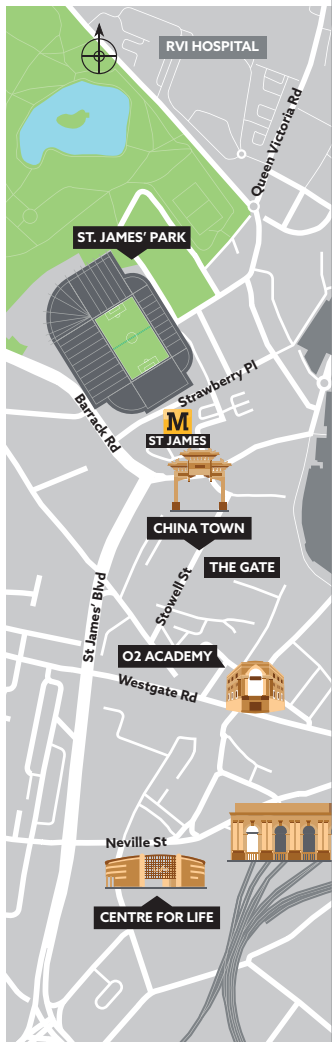 RVI HOSPITAL
Queen Victoria Rd
ST. JAMES' PARK
Strawberry Pl
Barrack Rd
M
ST JAMES
CHINA TOWN
THE GATE
Stowell St
St James' Blvd
O2 ACADEMY
Westgate Rd
Neville St
CENTRE FOR LIFE